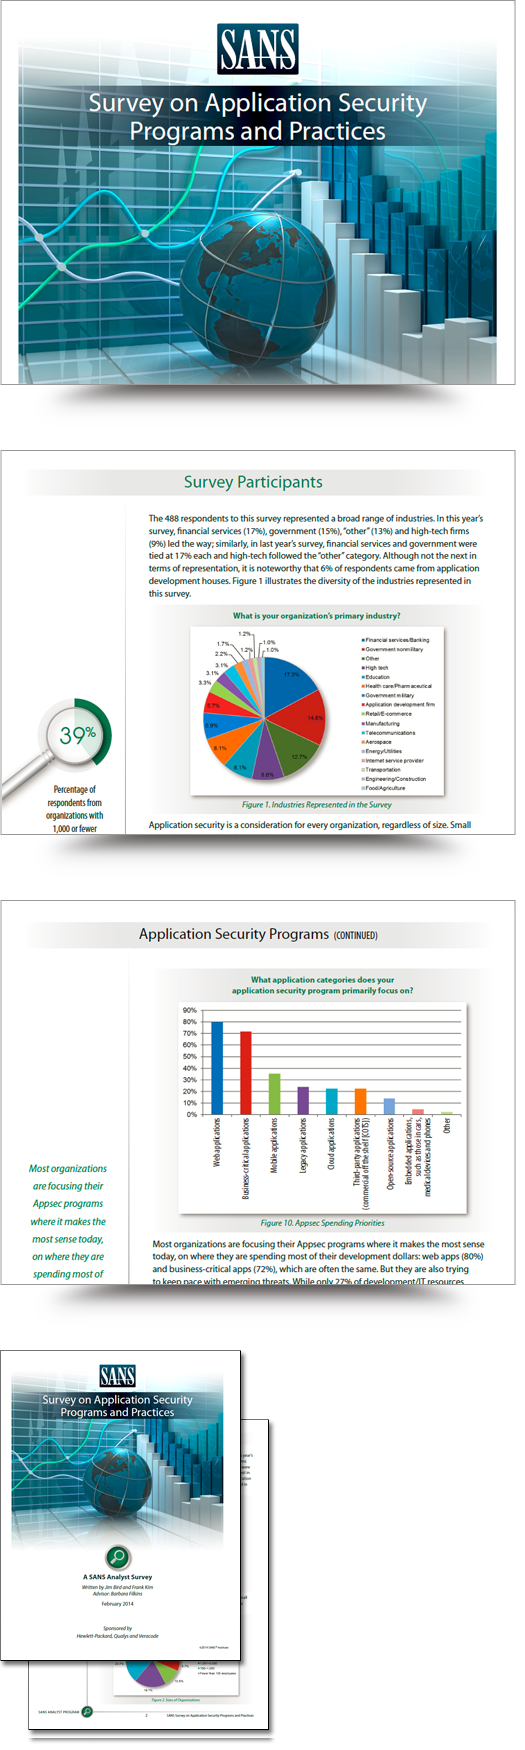 SANS
Survey on Application Security
Programs and Practices
Survey Participants
The 488 respondents to this survey represented a broad range of industries. In this year's
survey, financial services (17%), government (15%), "other" (13%) and high-tech firms
(9%) led the way; similarly, in last year's survey, financial services and government were
tied at 17% each and high-tech followed the "other" category. Although not the next in
terms of representation, it is noteworthy that 6% of respondents came from application
development houses. Figure 1 illustrates the diversity of the industries represented in
this survey.
What is your organization's primary industry?
1.2%
1.7%
1.2%
1.0%
1.0%
2.2%
3.1%
3.1%
3.3%
17.2%
14.8%
12.7%
Financial services/Banking
Government nonmilitary
Other
High tech
Education
Health care/Pharmaceutical
Government military
Application development firm
Retail/E-commerce
Manufacturing
Telecommunications
Aerospace
Energy/Utilities
Internet service provider
Transportation
Engineering/Construction
Food/Agriculture
Figure 1. Industries Represented in the Survey
39%
Percentage of
respondents from
organizations with
1,000 or fewer
Application security is a consideration for every organization, regardless of size. Small
Application Security Programs (CONTINUED)
What application categories does your
application security program primarily focus on?
90%
80%
70%
60%
50%
40%
30%
20%
10%
0%
Web applications
Business-critical applications
Mobile applications
Legacy applications
Cloud applications
Third-party applications
(commercial off the shelf [COTS])
Open-source applications
Embedded applications,
such as those in cars,
medical devices and phones
Other
Figure 10. Appsec Spending Priorities
Most organizations
are focusing their
Appsec programs
where it makes the
most sense today,
on where they are
spending most of
Most organizations are focusing their Appsec programs where it makes the most sense
today, on where they are spending most of their development dollars: web apps (80%)
and business-critical apps (72%), which are often the same. But they are also trying
to keep pace with emerging threats. While only 27% of development/IT resources
SANS
Survey on Application Security
Programs and Practices
A SANS Analyst Survey
Written by Jim Bird and Frank Kim
Advisor: Barbara Filkins
February 2014
Sponsored by
Hewlett-Packard, Qualys and Veracode
©2014 SANS™ Institute
Figure 2. Sizes of Organizations
SANS ANALYST PROGRAM
2
SANS Survey on Application Security Programs and Practices